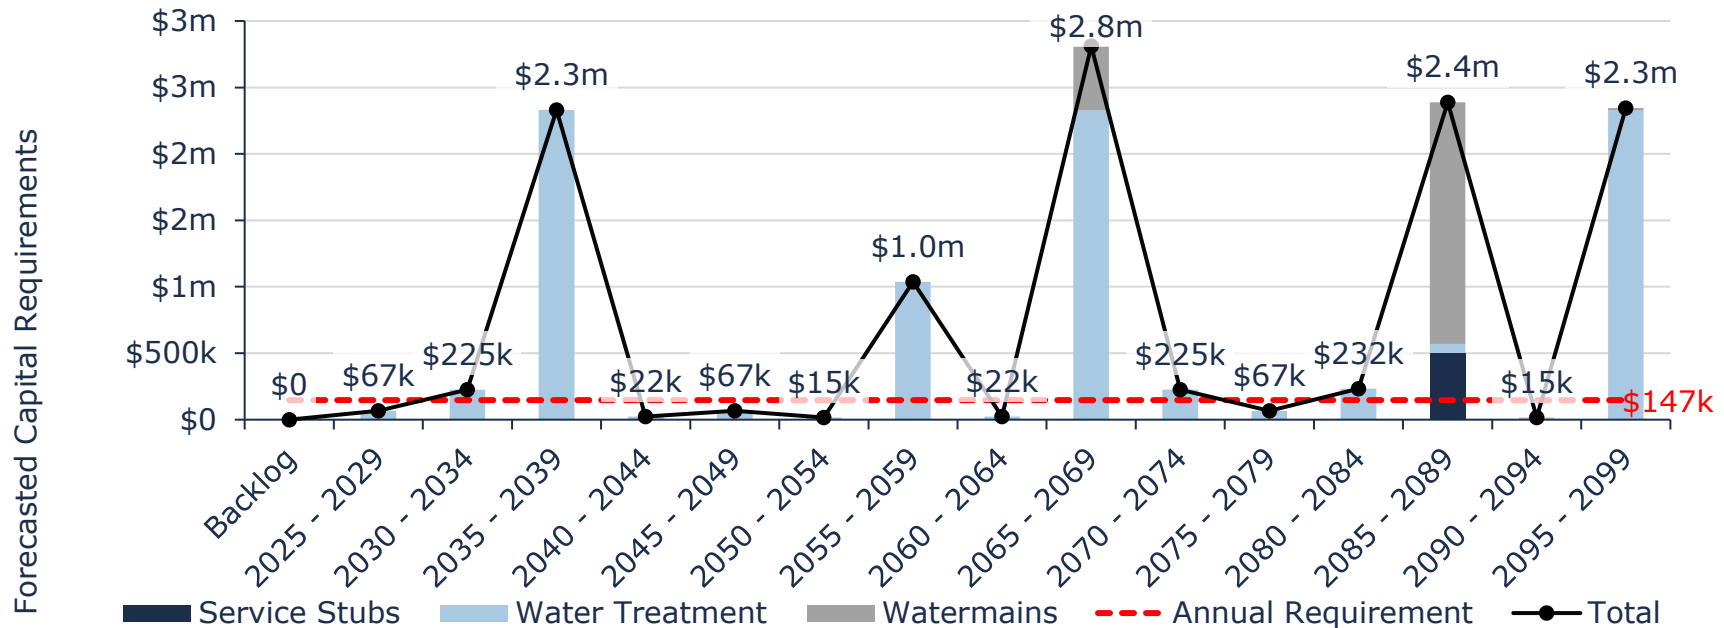 Forecasted Capital Requirements
$3m
$3m
$2m
$2m
$1m
$500k
$0
$0
$67k
$225k
$2.3m
$22k
$67k
$15k
$1.0m
$22k
$2.8m
$225k
$67k
$232k
$2.4m
$15k
$2.3m
$147k
Backlog
2025 - 2029
2030 - 2034
2035 - 2039
2040 - 2044
2045 - 2049
2050 - 2054
2055 - 2059
2060 - 2064
2065 - 2069
2070 - 2074
2075 - 2079
2080 - 2084
2085 - 2089
2090 - 2094
2095 - 2099
Service Stubs Water Treatment Watermains Annual Requirement Total